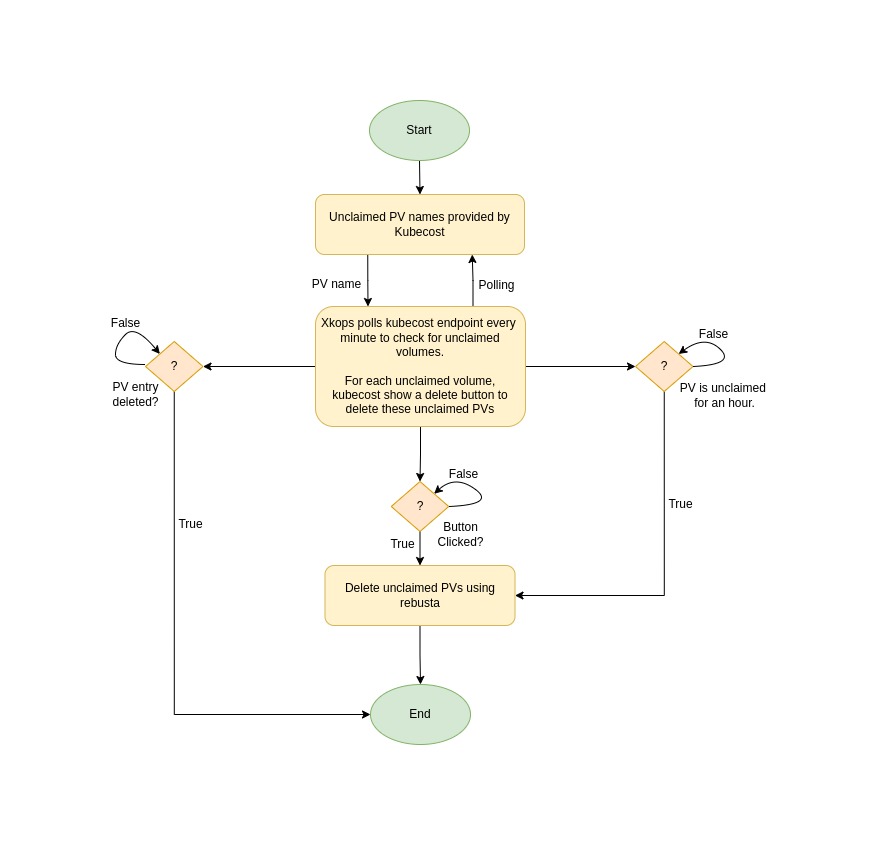 Start
Unclaimed PV names provided by
Kubecost
PV name
Polling
Xkops polls kubecost endpoint every
minute to check for unclaimed
volumes.
For each unclaimed volume,
kubecost show a delete button to
delete these unclaimed PVs
False
?
PV entry
deleted?
False
?
PV is unclaimed
for an hour.
False
?
Button
Clicked?
True
True
True
Delete unclaimed PVs using
rebusta
End